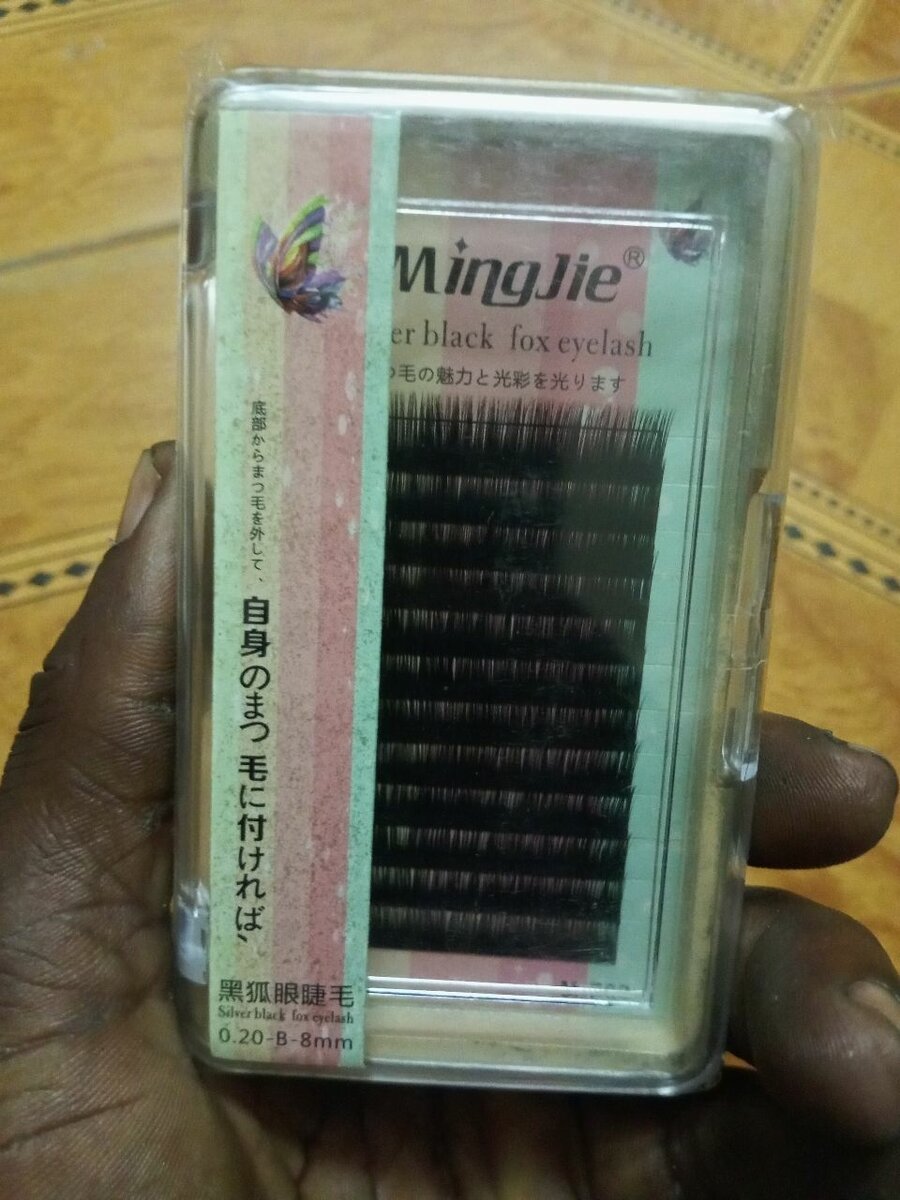 MingJie®
er black fox eyelash
つ毛の魅力と光彩を光ります
底部からまつ毛を外して、
自身のまつ 毛に付ければ、
黑狐眼睫毛
Silver black fox eyelash
0.20-B-8mm